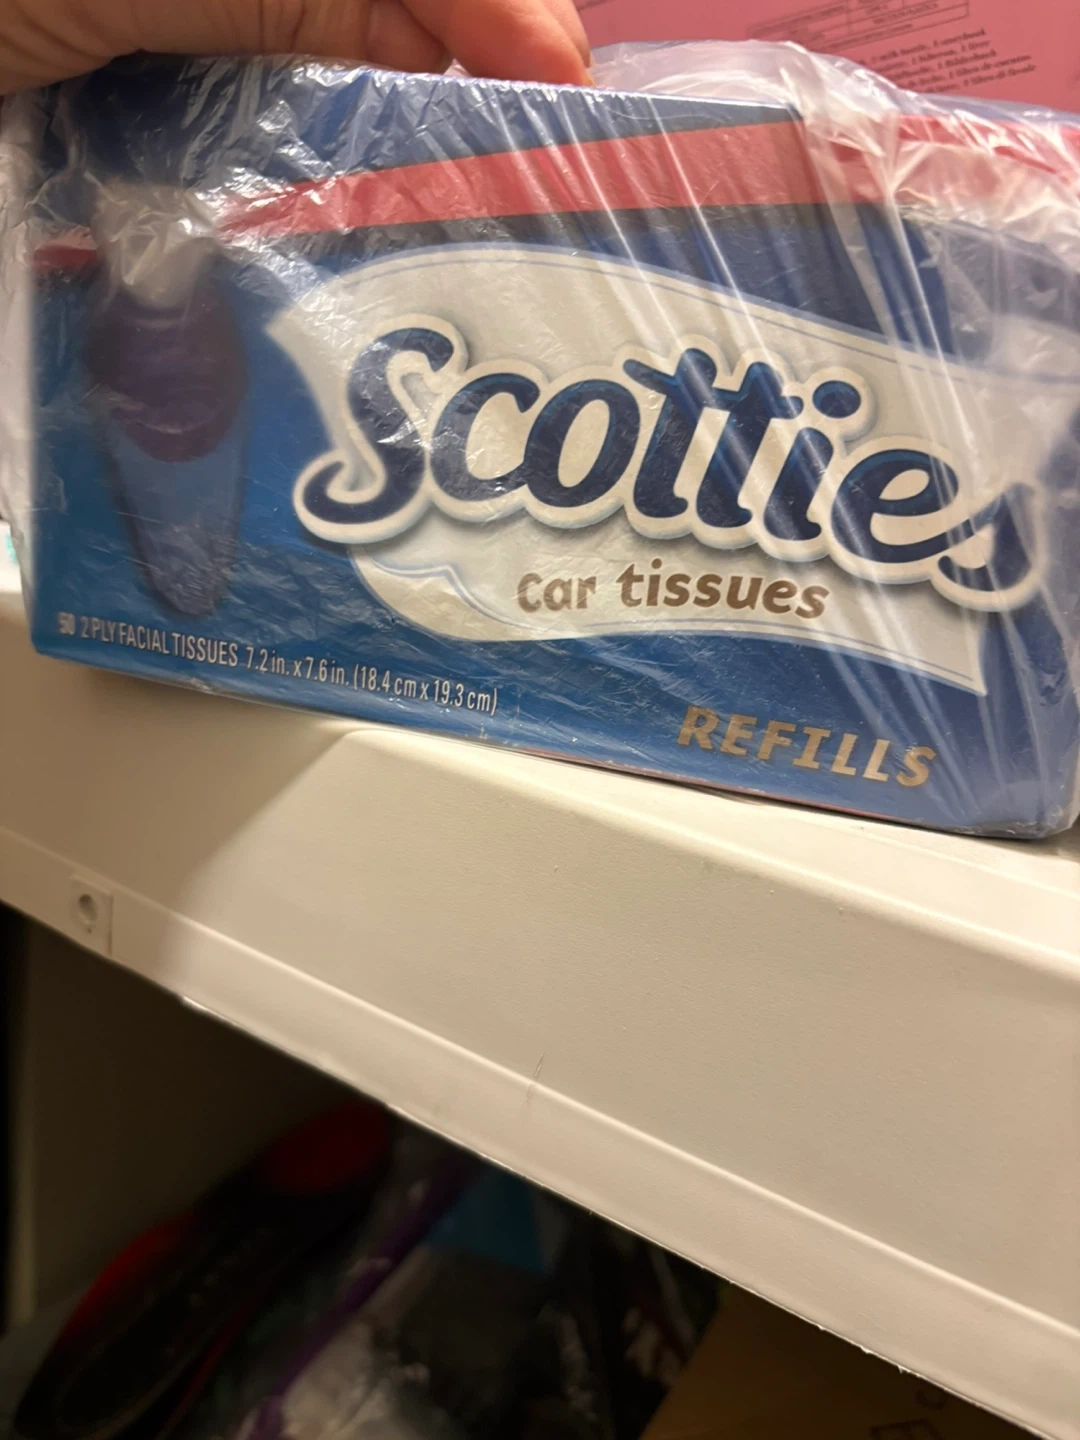 Scotties
car tissues
50 2 PLY FACIAL TISSUES 7.2 in. x 7.6 in. (18.4 cm x 19.3 cm)
REFILLS